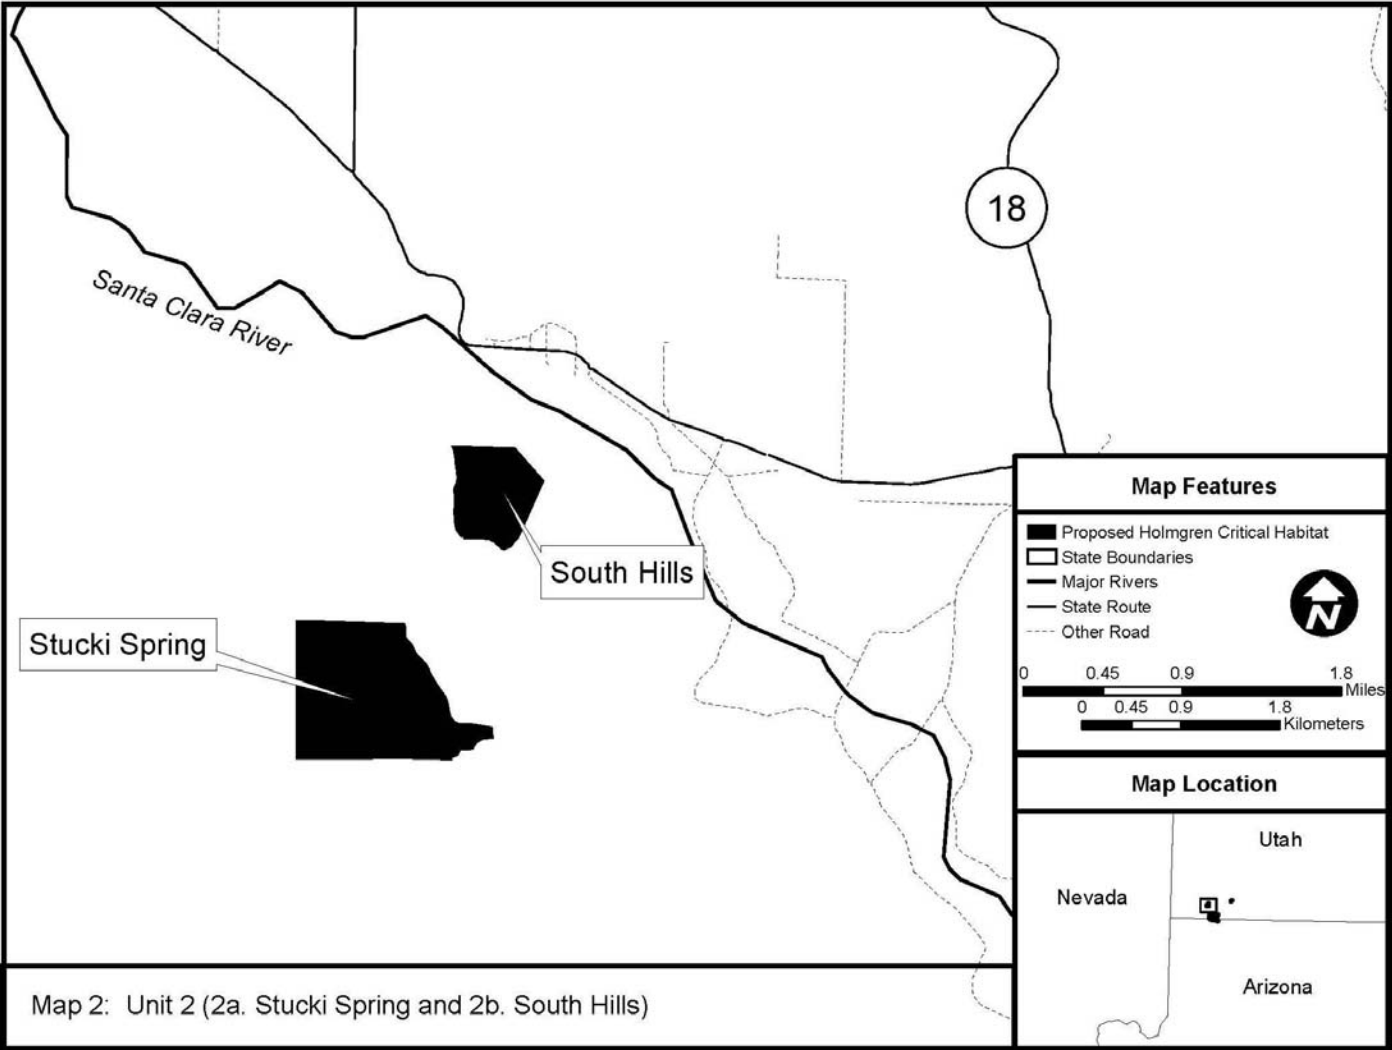 18
Santa Clara River
South Hills
Stucki Spring
Map Features
Proposed Holmgren Critical Habitat
State Boundaries
Major Rivers
State Route
Other Road
N
0 0.45 0.9 1.8
Miles
0 0.45 0.9 1.8
Kilometers
Map Location
Utah
Nevada
Arizona
Map 2: Unit 2 (2a. Stucki Spring and 2b. South Hills)